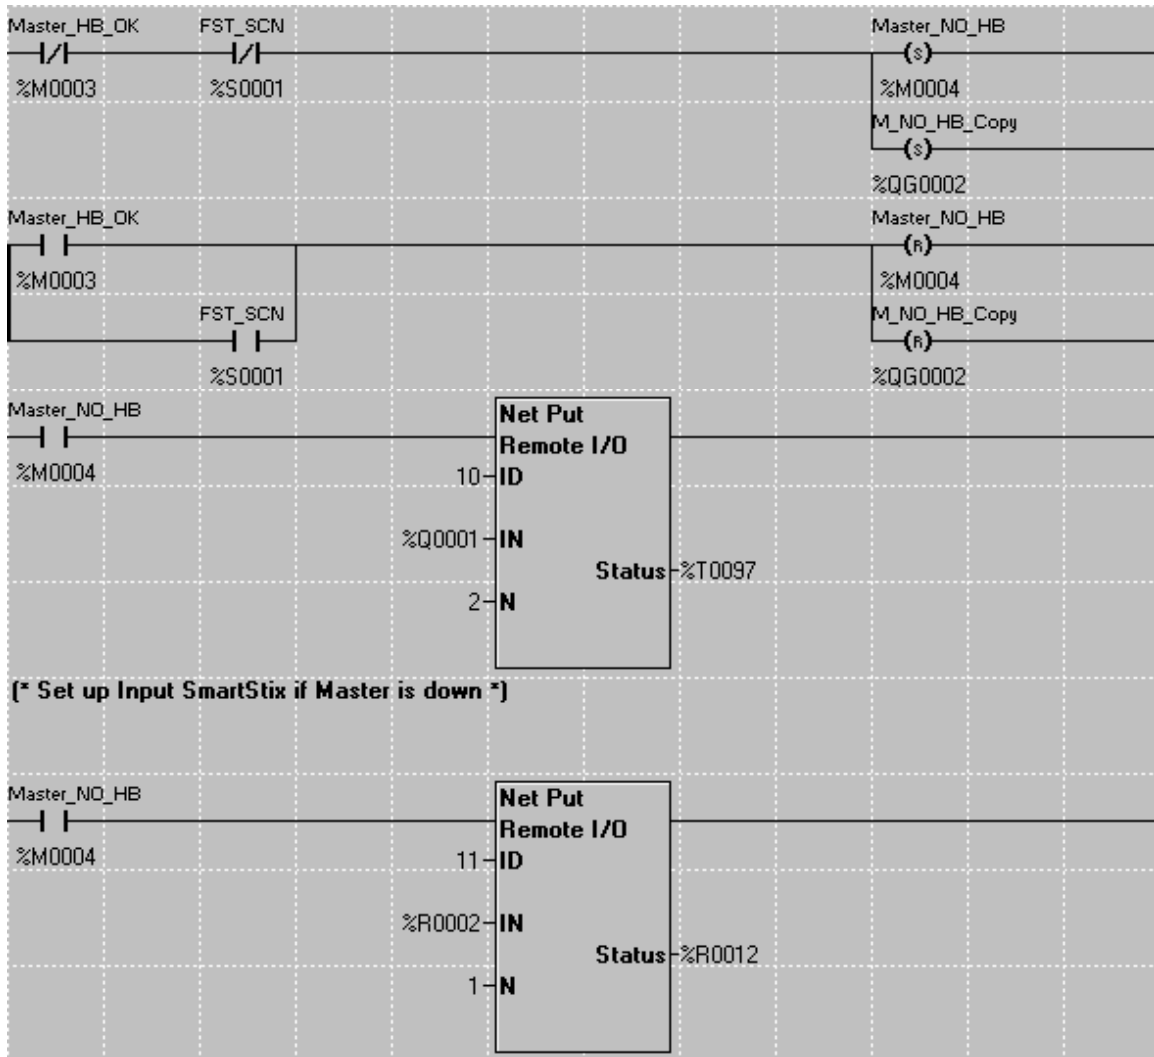 Master_HB_OK FST_SCN Master_NO_HB
%M0003 %S0001 (S) %M0004
M_NO_HB_Copy
(S)
%QG0002
Master_HB_OK Master_NO_HB
(R)
%M0003 %M0004
FST_SCN M_NO_HB_Copy
(R)
%S0001 %QG0002
Master_NO_HB Net Put
Remote I/O
%M0004 10 ID
%Q0001 IN
Status %T0097
2 N
(* Set up Input SmartStix if Master is down *)
Master_NO_HB Net Put
Remote I/O
%M0004 11 ID
%R0002 IN
Status %R0012
1 N